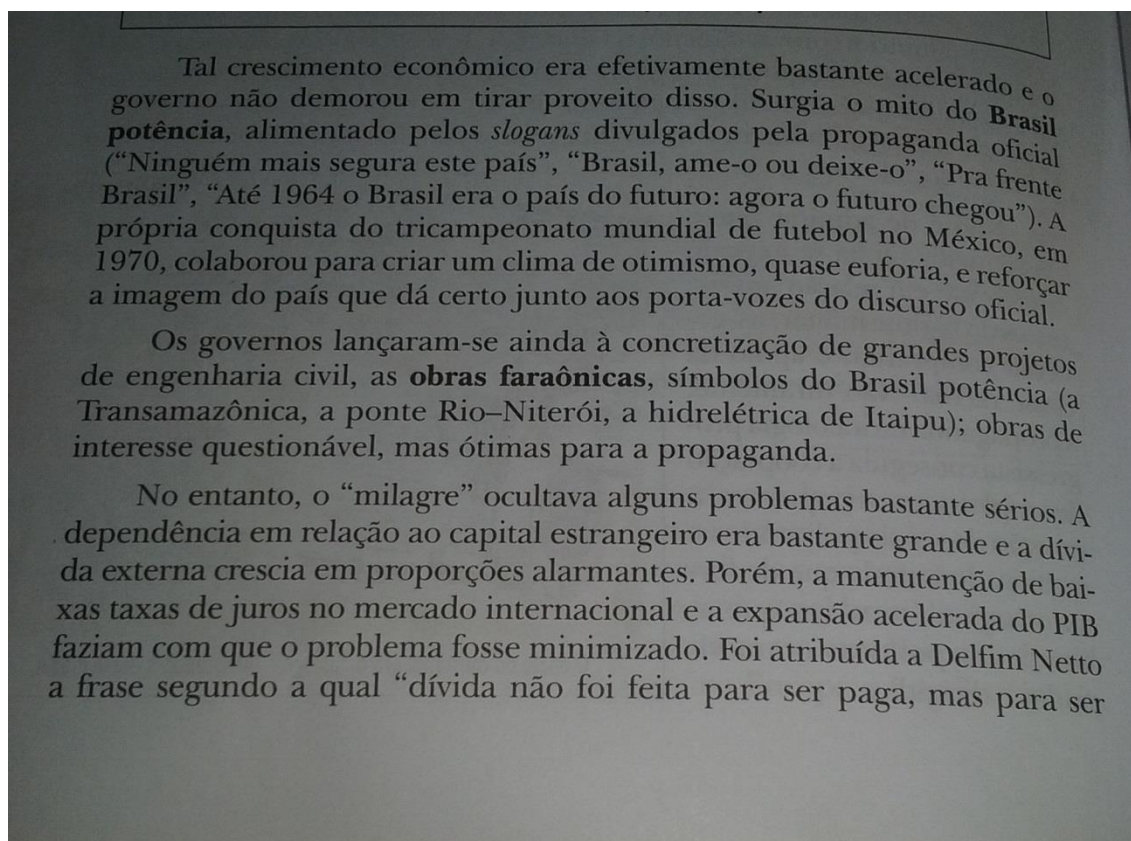 Tal crescimento econômico era efetivamente bastante acelerado e o
governo não demorou em tirar proveito disso. Surgia o mito do Brasil
potência, alimentado pelos slogans divulgados pela propaganda oficial
(“Ninguém mais segura este país”, “Brasil, ame-o ou deixe-o”, “Pra frente
Brasil”, “Até 1964 o Brasil era o país do futuro: agora o futuro chegou”). A
própria conquista do tricampeonato mundial de futebol no México, em
1970, colaborou para criar um clima de otimismo, quase euforia, e reforçar
a imagem do país que dá certo junto aos porta-vozes do discurso oficial.
Os governos lançaram-se ainda à concretização de grandes projetos
de engenharia civil, as obras faraônicas, símbolos do Brasil potência (a
Transamazônica, a ponte Rio–Niterói, a hidrelétrica de Itaipu); obras de
interesse questionável, mas ótimas para a propaganda.
No entanto, o “milagre” ocultava alguns problemas bastante sérios. A
dependência em relação ao capital estrangeiro era bastante grande e a dívi-
da externa crescia em proporções alarmantes. Porém, a manutenção de bai-
xas taxas de juros no mercado internacional e a expansão acelerada do PIB
faziam com que o problema fosse minimizado. Foi atribuída a Delfim Netto
a frase segundo a qual “dívida não foi feita para ser paga, mas para ser